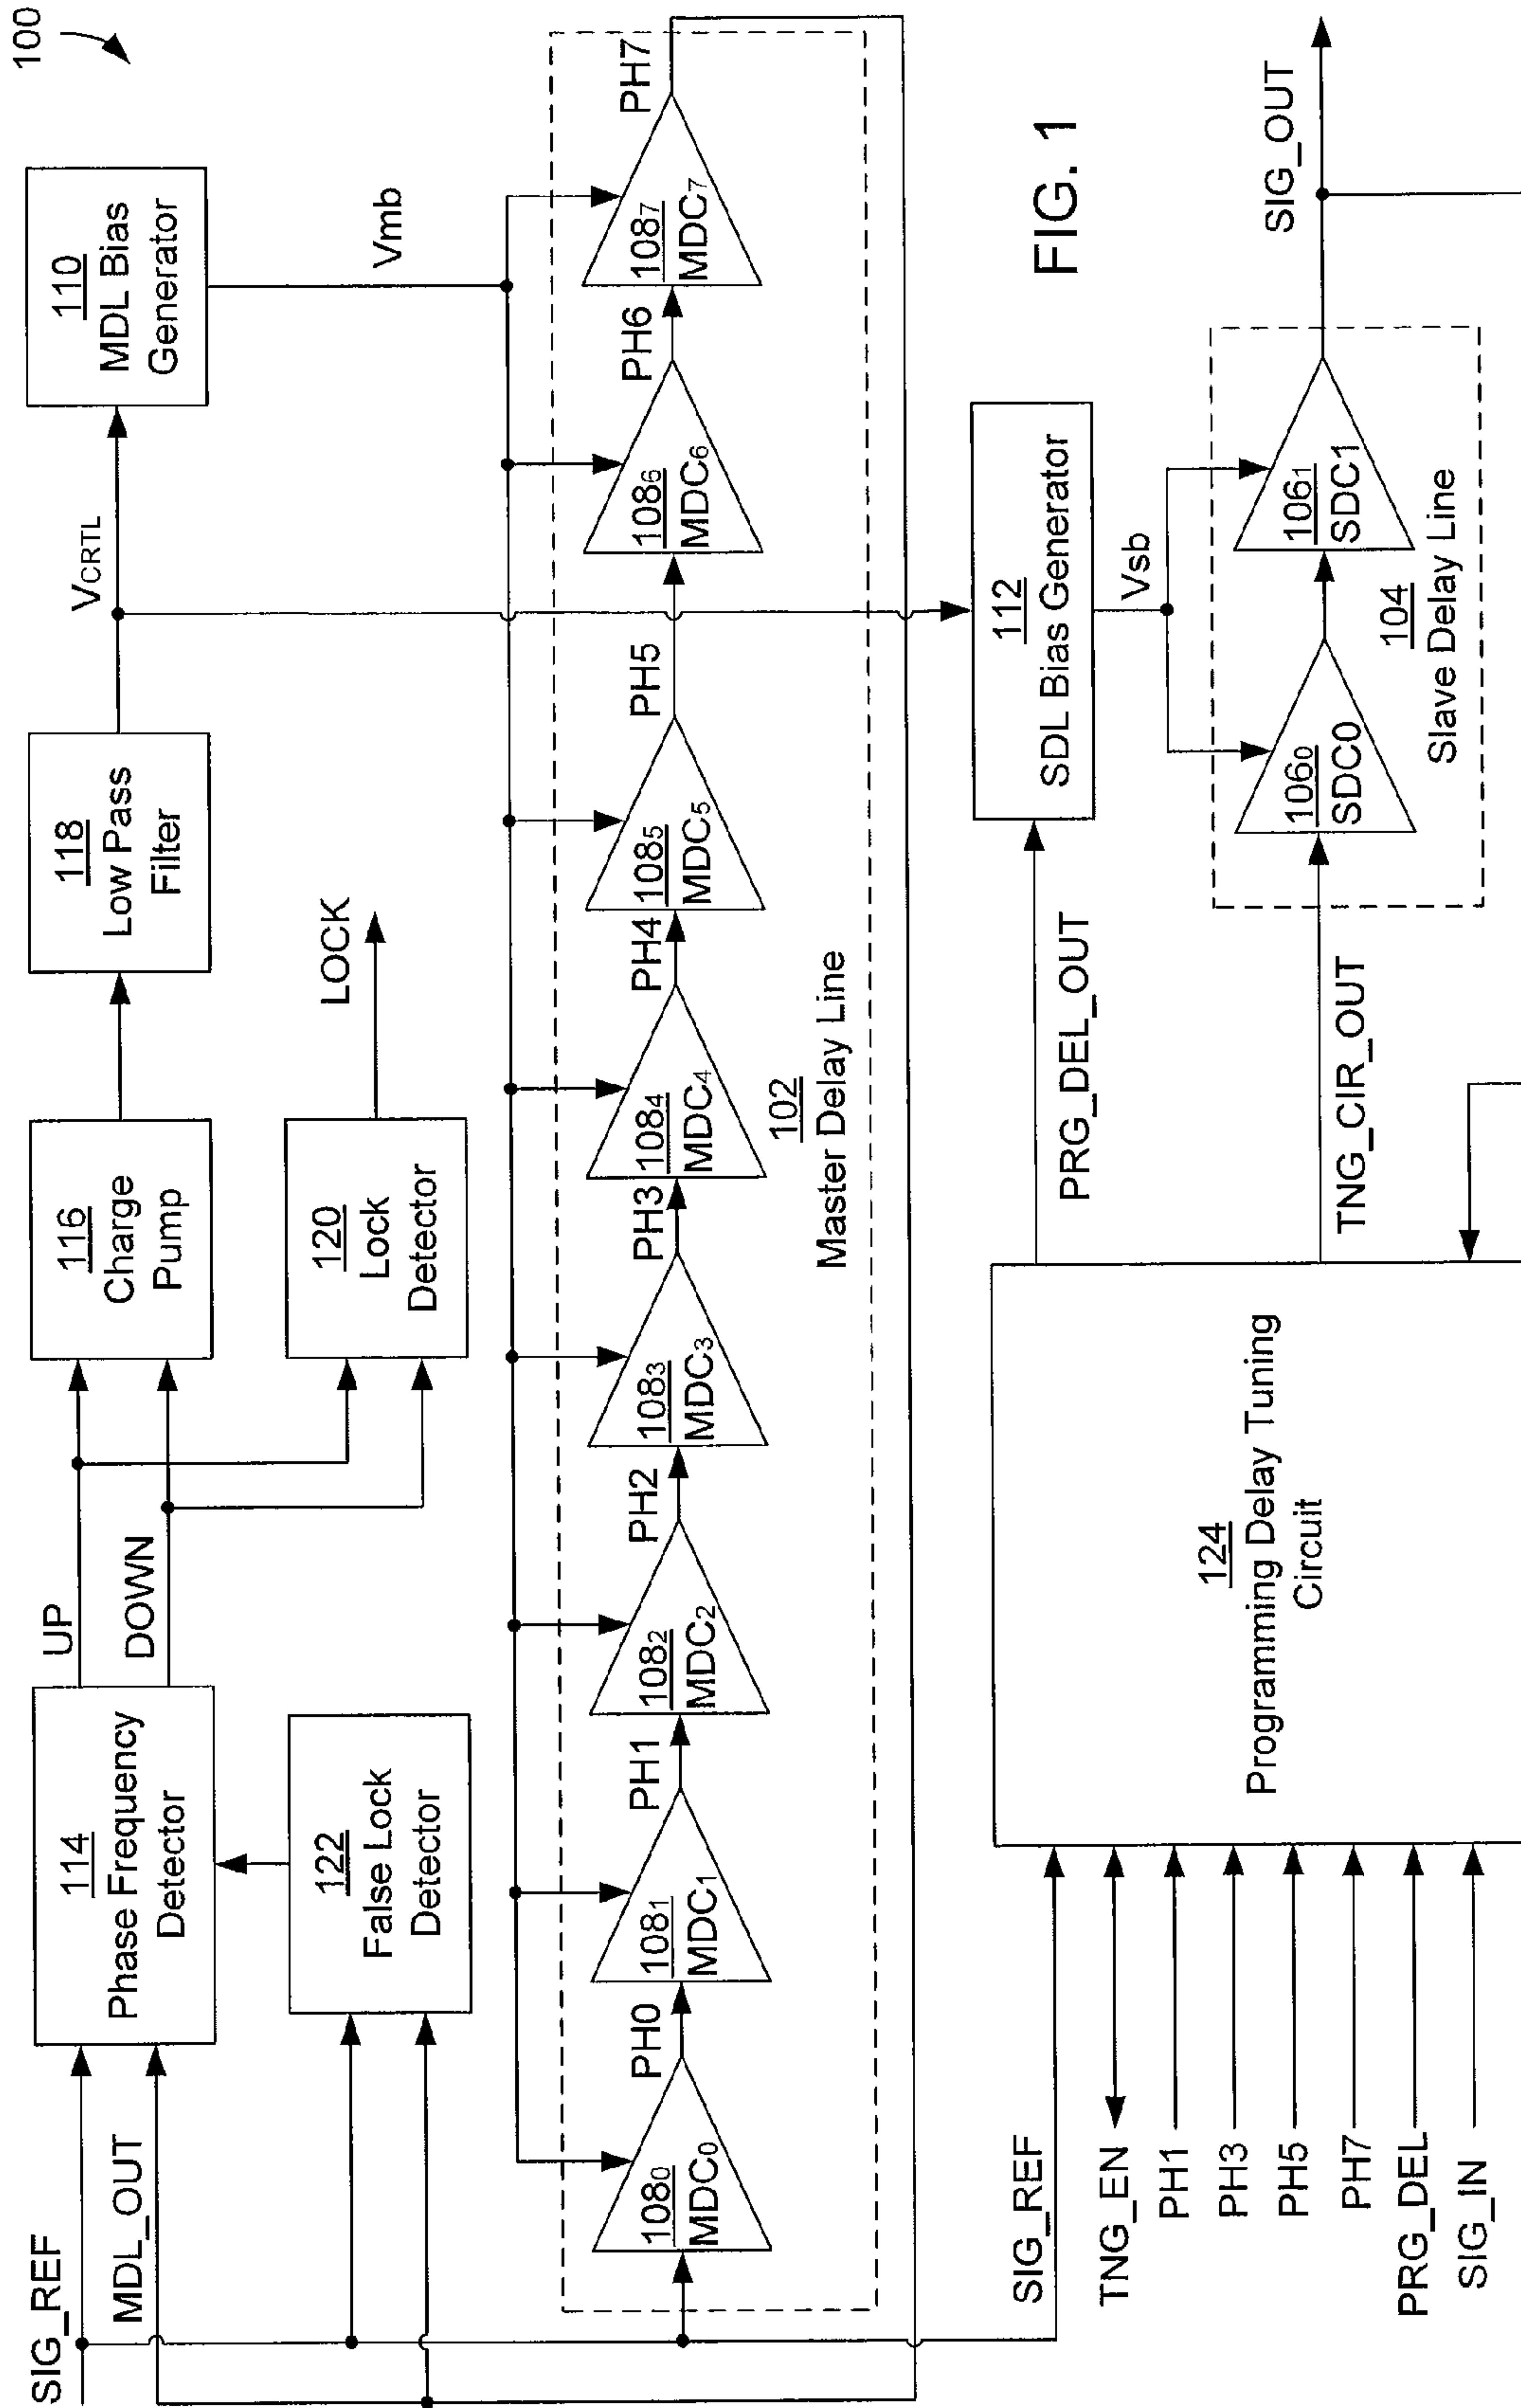 100
SIG_REF
MDL_OUT
114
Phase Frequency
Detector
UP
DOWN
116
Charge
Pump
118
Low Pass
Filter
VCRTL
110
MDL Bias
Generator
122
False Lock
Detector
120
Lock
Detector
LOCK
Vmb
1080
MDC0
PH0
1081
MDC1
PH1
1082
MDC2
PH2
1083
MDC3
PH3
1084
MDC4
PH4
1085
MDC5
PH5
1086
MDC6
PH6
1087
MDC7
PH7
102
Master Delay Line
SIG_REF
TNG_EN
PH1
PH3
PH5
PH7
PRG_DEL
SIG_IN
124
Programming Delay Tuning
Circuit
PRG_DEL_OUT
TNG_CIR_OUT
112
SDL Bias Generator
Vsb
1060
SDC0
1061
SDC1
104
Slave Delay Line
SIG_OUT
FIG. 1